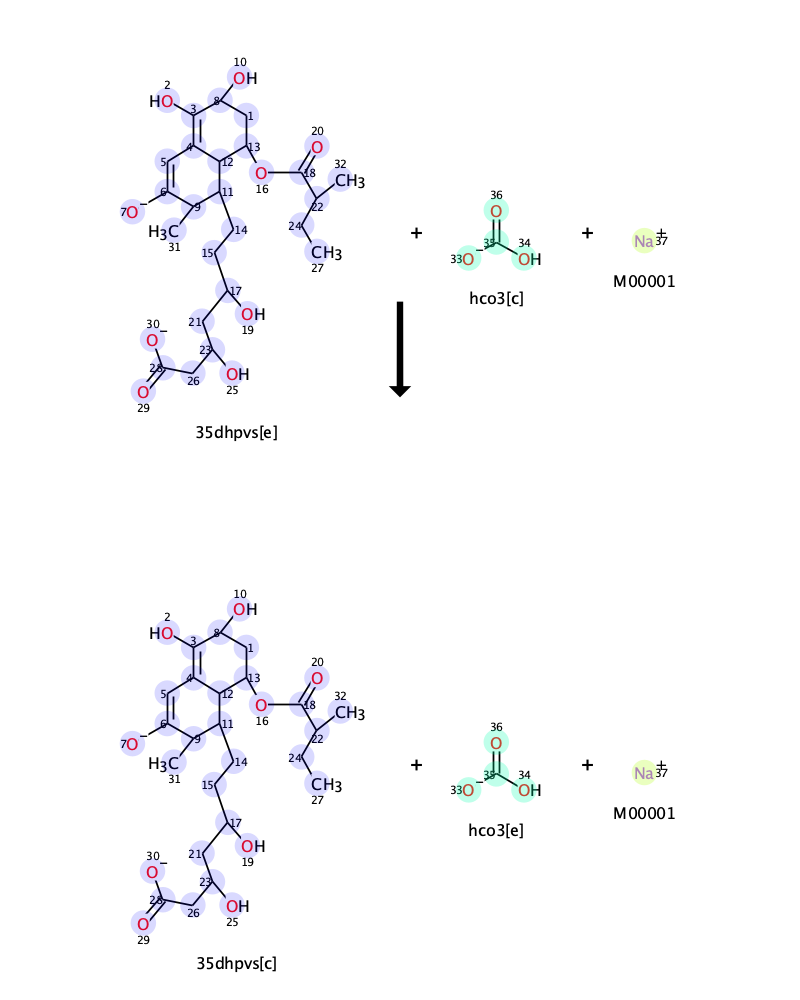 10
OH
2
HO
3
8
1
4
5
13
20
O
12
18
32
CH3
O
16
6
7O−
9
11
22
H3C
31
14
24
15
CH3
27
17
OH
19
30
O−
21
23
28
OH
25
26
O
29
35dhpvs[e]
+
36
O
35
34
33O−
OH
hco3[c]
+
Na+
37
M00001
10
OH
2
HO
3
8
1
4
5
13
20
O
12
18
32
CH3
O
16
6
7O−
9
11
22
H3C
31
14
24
15
CH3
27
17
OH
19
30
O−
21
23
28
OH
25
26
O
29
35dhpvs[c]
+
36
O
35
34
33O−
OH
hco3[e]
+
Na+
37
M00001